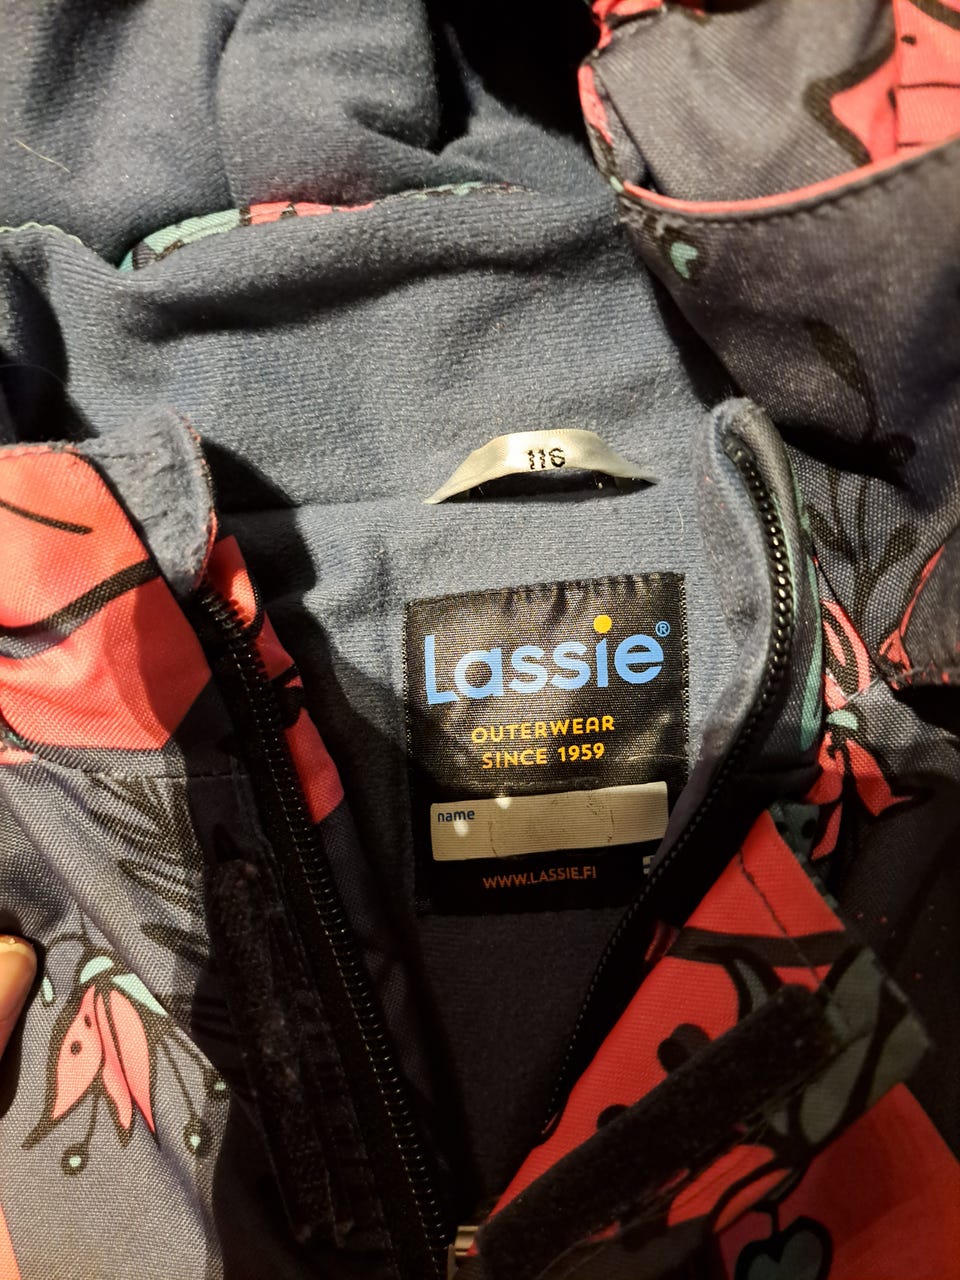 116
Lassie®
OUTERWEAR
SINCE 1959
name
WWW.LASSIE.FI